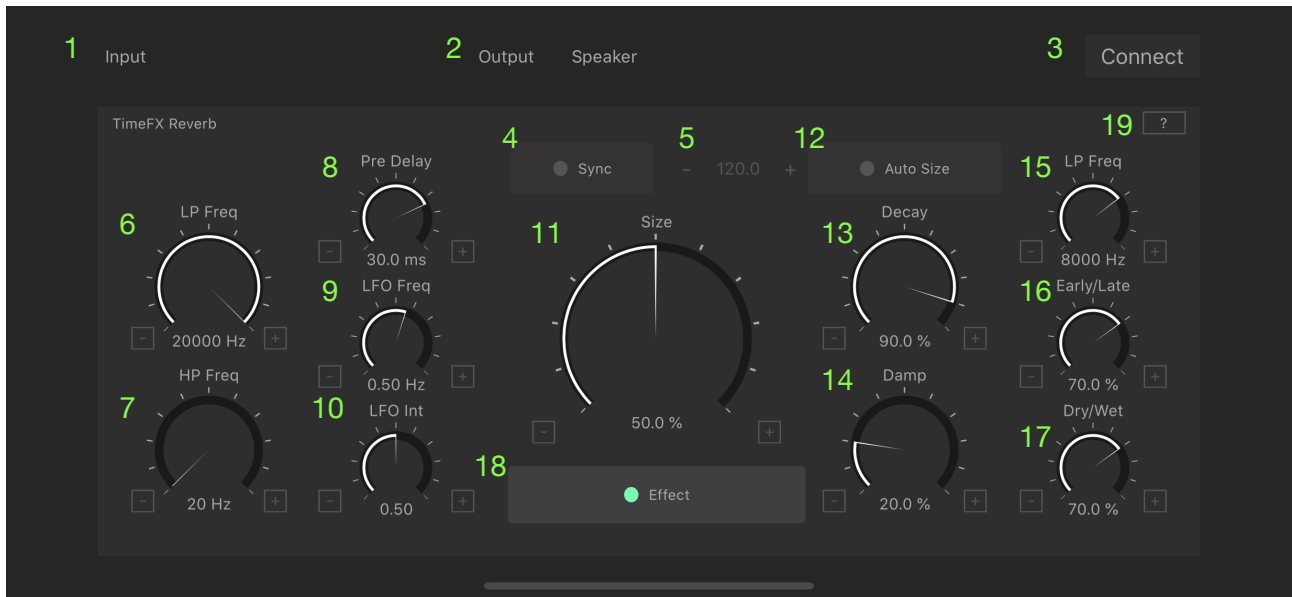 1 Input
2 Output Speaker
3 Connect
TimeFX Reverb
19 ?
4 Sync
5 - 120.0 +
12 Auto Size
6 LP Freq
- 20000 Hz +
7 HP Freq
- 20 Hz +
8 Pre Delay
- 30.0 ms +
9 LFO Freq
- 0.50 Hz +
10 LFO Int
- 0.50 +
11 Size
- 50.0 % +
18 Effect
13 Decay
- 90.0 % +
14 Damp
- 20.0 % +
15 LP Freq
- 8000 Hz +
16 Early/Late
- 70.0 % +
17 Dry/Wet
- 70.0 % +